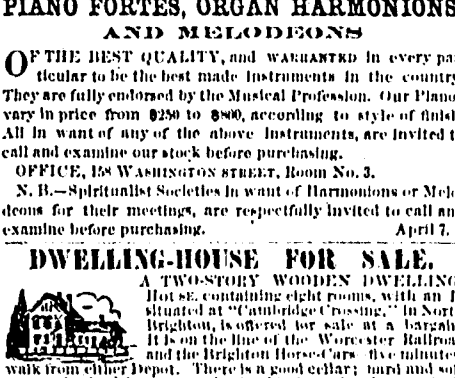 PIANO FORTES, ORGAN HARMONIONS
AND MELODEONS
OF THE BEST QUALITY, and WARRANTED in every par
ticular to be the best made Instruments in the country
They are fully endorsed by the Musical Profession. Our Piano
vary in price from $250 to $800, according to style of finish
All in want of any of the above Instruments, are invited t
call and examine our stock before purchasing.
OFFICE, 158 WASHINGTON STREET, Room No. 3.
N. B.—Spiritualist Societies in want of Harmonions or Melo
deons for their meetings, are respectfully invited to call an
examine before purchasing. April 7.
DWELLING-HOUSE FOR SALE.
A TWO-STORY WOODEN DWELLING
HOUSE, containing eight rooms, with an
situated at "Cambridge Crossing," in Nort
Brighton, is offered for sale at a bargain
It is on the line of the Worcester Railroa
and the Brighton Horse-Cars five minute
walk from either Depot. There is a good cellar; hard and sof